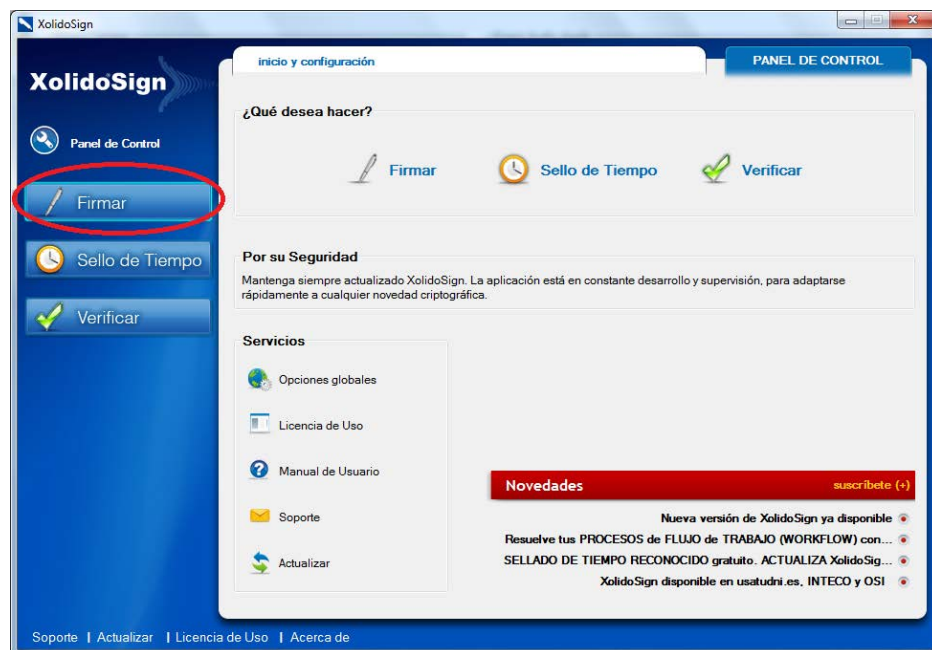 XolidoSign
inicio y configuración
PANEL DE CONTROL
XolidoSign
Panel de Control
Firmar
Sello de Tiempo
Verificar
¿Qué desea hacer?
Firmar
Sello de Tiempo
Verificar
Por su Seguridad
Mantenga siempre actualizado XolidoSign. La aplicación está en constante desarrollo y supervisión, para adaptarse
rápidamente a cualquier novedad criptográfica.
Servicios
Opciones globales
Licencia de Uso
Manual de Usuario
Soporte
Actualizar
Novedades
suscríbete (+)
Nueva versión de XolidoSign ya disponible
Resuelve tus PROCESOS de FLUJO de TRABAJO (WORKFLOW) con...
SELLADO DE TIEMPO RECONOCIDO gratuito. ACTUALIZA XolidoSig...
XolidoSign disponible en usatudni.es, INTECO y OSI
Soporte | Actualizar | Licencia de Uso | Acerca de